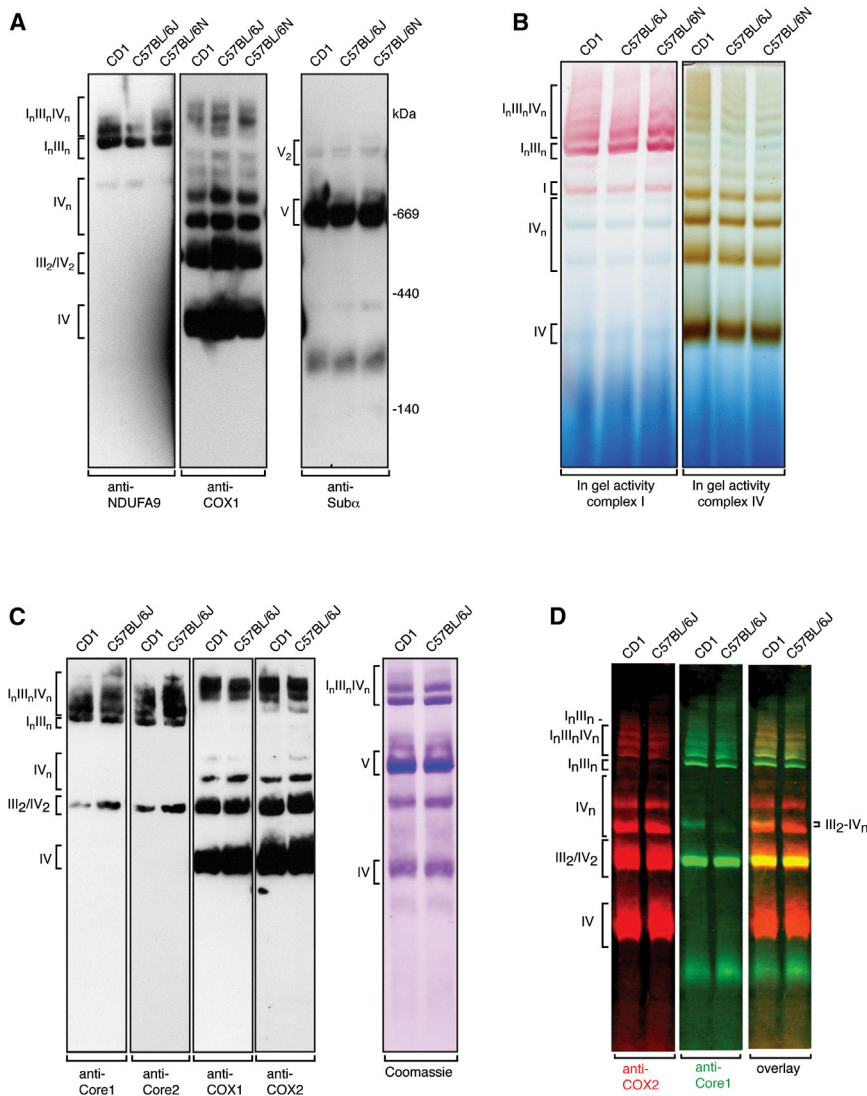 A
CD1 C57BL/6J C57BL/6N CD1 C57BL/6J C57BL/6N CD1 C57BL/6J C57BL/6N
InIIInIVn
InIIIn
IVn
III2/IV2
IV
V2
V
kDa
-669
-440
-140
anti-
NDUFA9
anti-
COX1
anti-
Subα
B
CD1 C57BL/6J C57BL/6N CD1 C57BL/6J C57BL/6N
InIIInIVn
InIIIn
I
IVn
IV
In gel activity
complex I
In gel activity
complex IV
C
CD1 C57BL/6J CD1 C57BL/6J CD1 C57BL/6J CD1 C57BL/6J CD1 C57BL/6J
InIIInIVn
InIIIn
IVn
III2/IV2
IV
InIIInIVn
V
IV
anti-
Core1
anti-
Core2
anti-
COX1
anti-
COX2
Coomassie
D
CD1 C57BL/6J CD1 C57BL/6J CD1 C57BL/6J
InIIIn-
InIIInIVn
InIIIn
IVn
III2-IVn
III2/IV2
IV
anti-
COX2
anti-
Core1
overlay